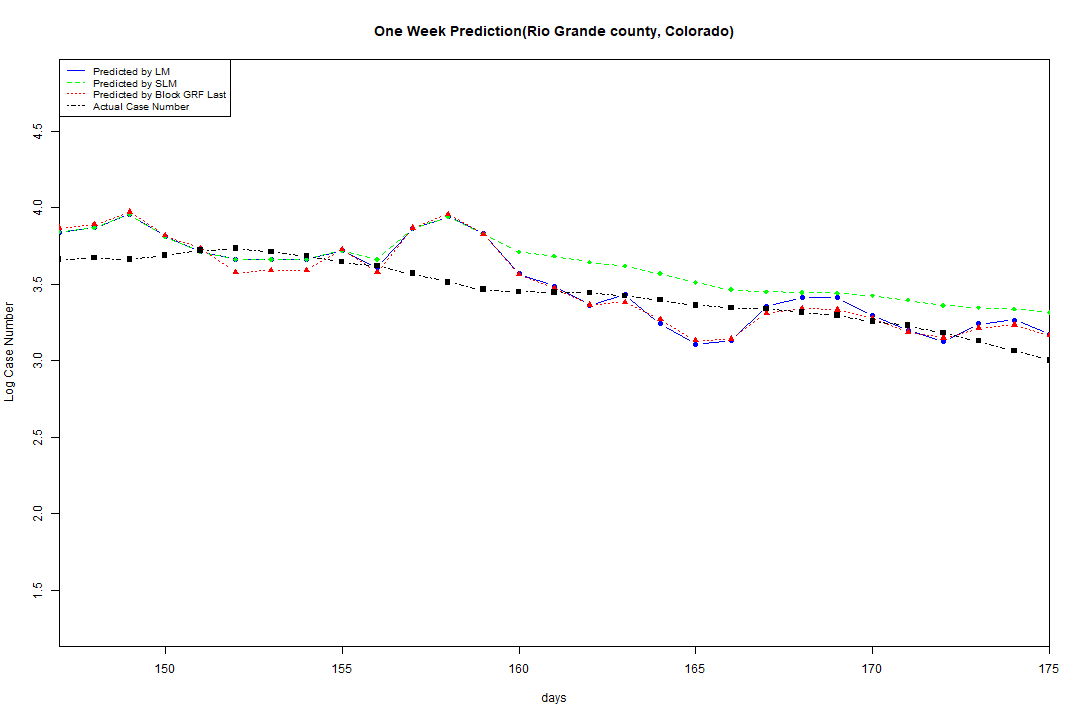 One Week Prediction(Rio Grande county, Colorado)
Predicted by LM
Predicted by SLM
Predicted by Block GRF Last
Actual Case Number
4.5
4.0
3.5
3.0
2.5
2.0
1.5
Log Case Number
150 155 160 165 170 175
days